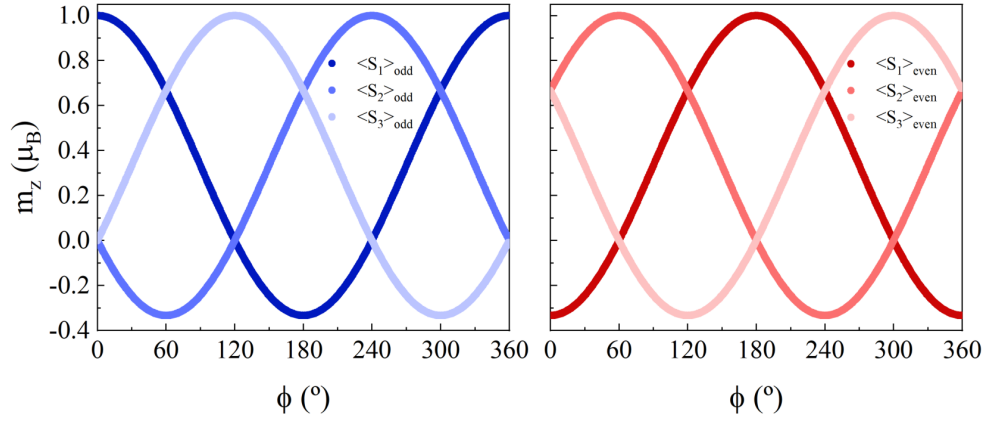 1.0
0.8
0.6
0.4
0.2
0.0
-0.2
-0.4
m_z (μ_B)
<S_1>_odd
<S_2>_odd
<S_3>_odd
0 60 120 180 240 300 360
ϕ (º)
<S_1>_even
<S_2>_even
<S_3>_even
0 60 120 180 240 300 360
ϕ (º)